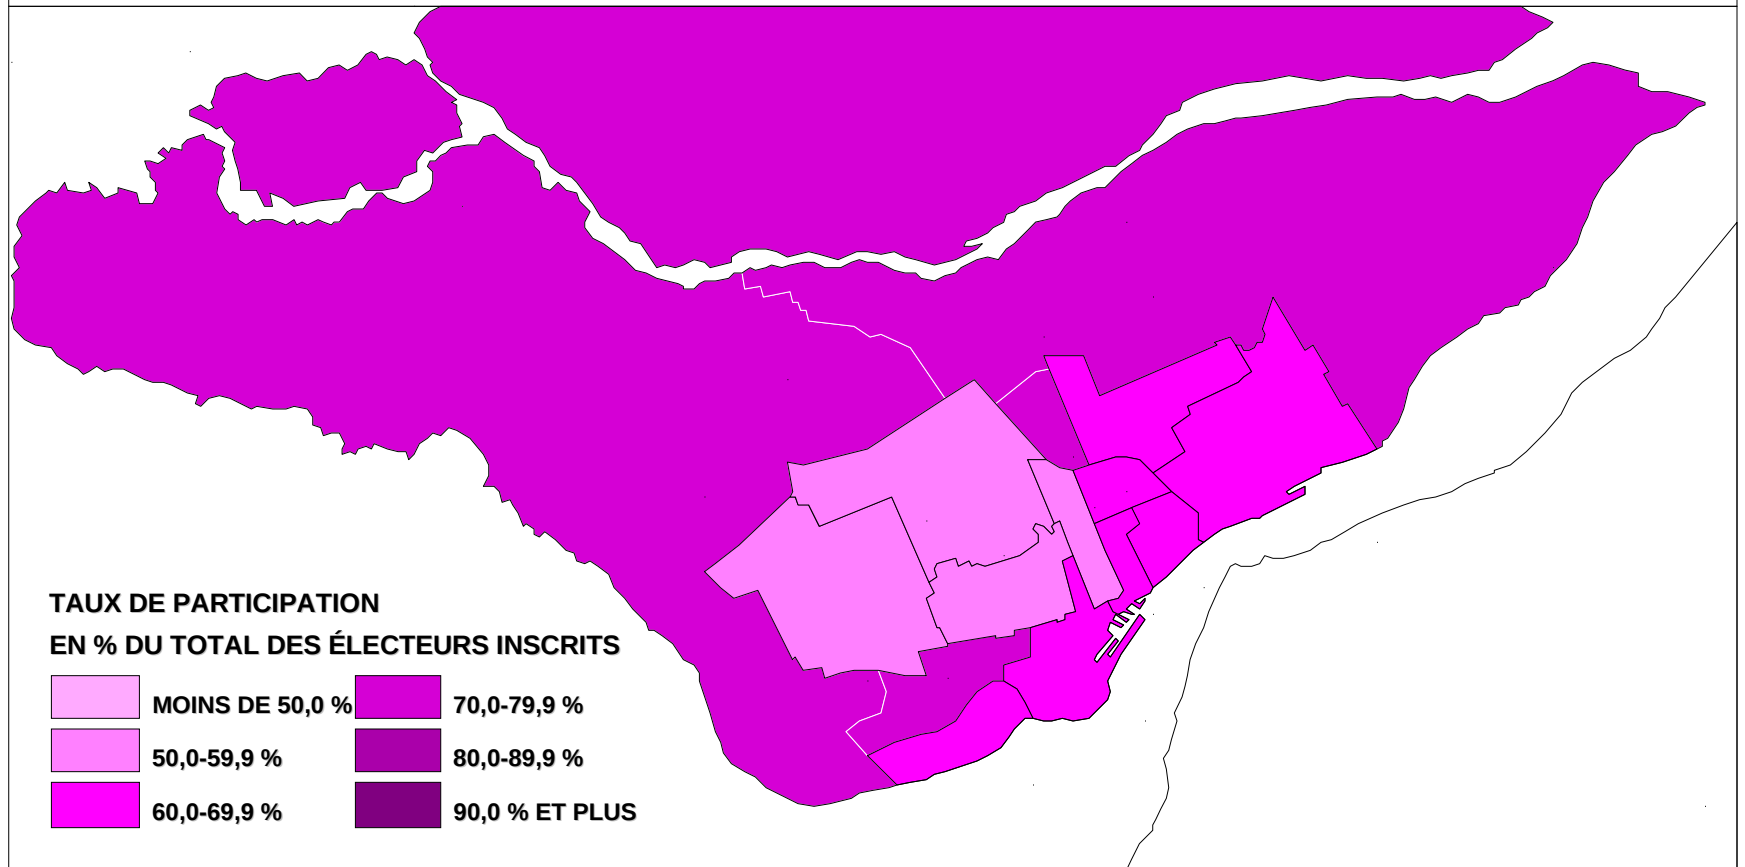 TAUX DE PARTICIPATION
EN % DU TOTAL DES ÉLECTEURS INSCRITS
MOINS DE 50,0 %
50,0-59,9 %
60,0-69,9 %
70,0-79,9 %
80,0-89,9 %
90,0 % ET PLUS